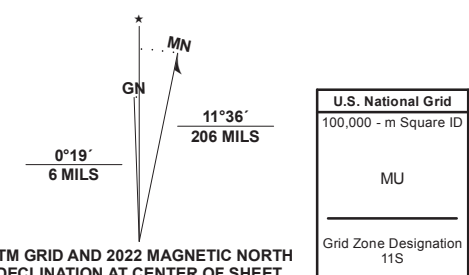 ★
MN
GN
11°36´
206 MILS
0°19´
6 MILS
TM GRID AND 2022 MAGNETIC NORTH
DECLINATION AT CENTER OF SHEET
U.S. National Grid
100,000 - m Square ID
MU
Grid Zone Designation
11S